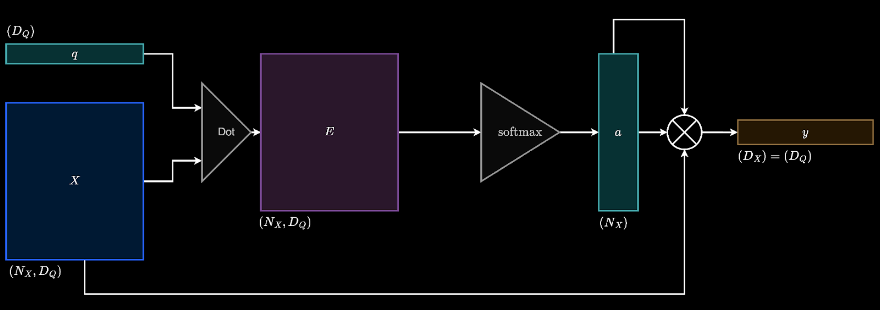 (D_Q)
q
X
(N_X, D_Q)
Dot
E
(N_X, D_Q)
softmax
a
(N_X)
y
(D_X) = (D_Q)